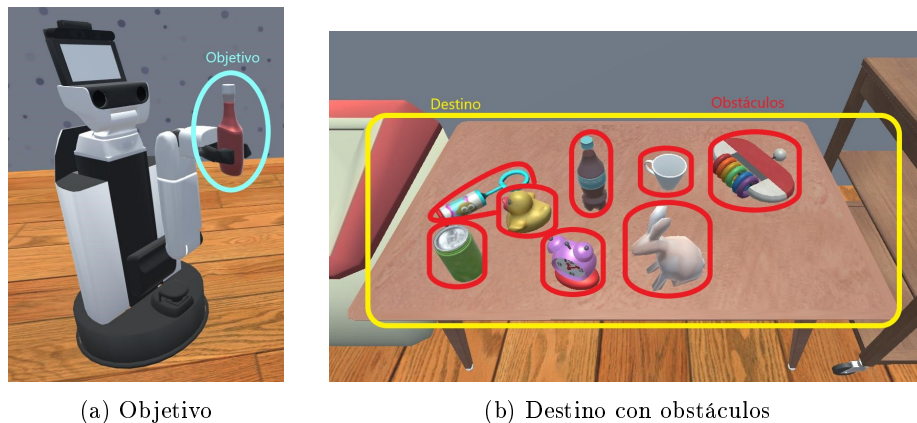 Objetivo
Destino
Obstáculos
(a) Objetivo
(b) Destino con obstáculos